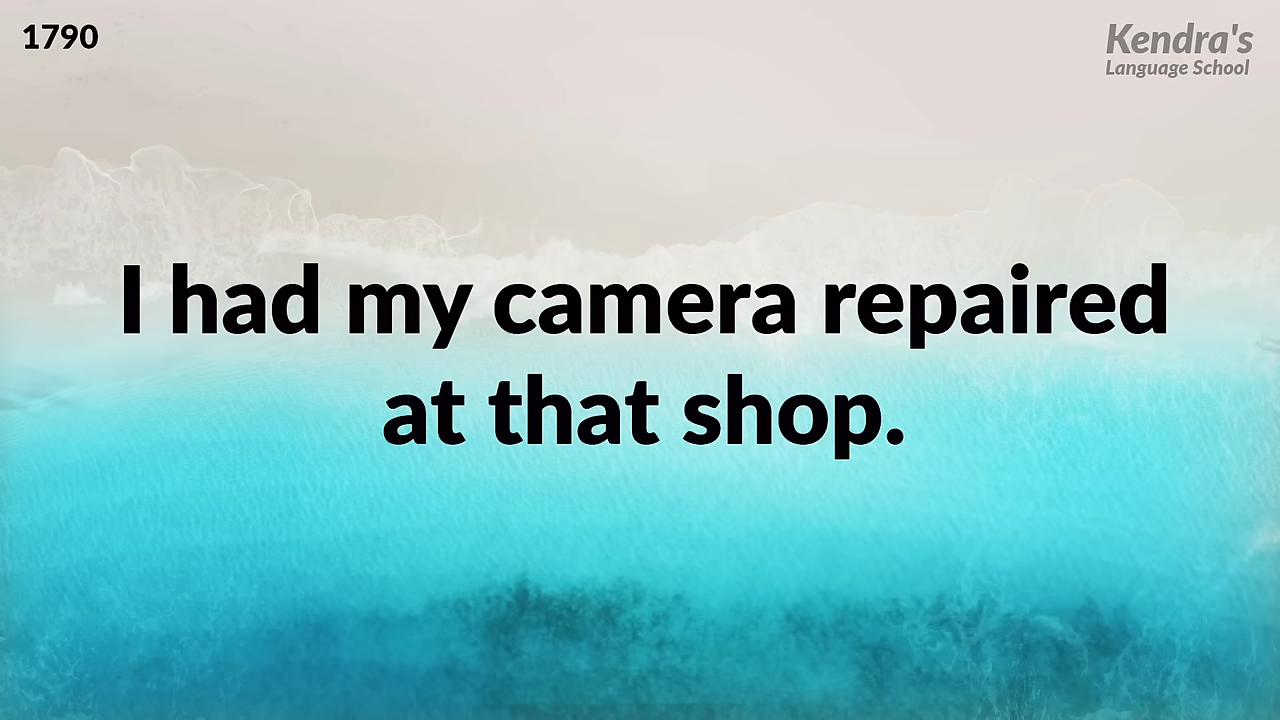 1790
Kendra's
Language School
I had my camera repaired
at that shop.